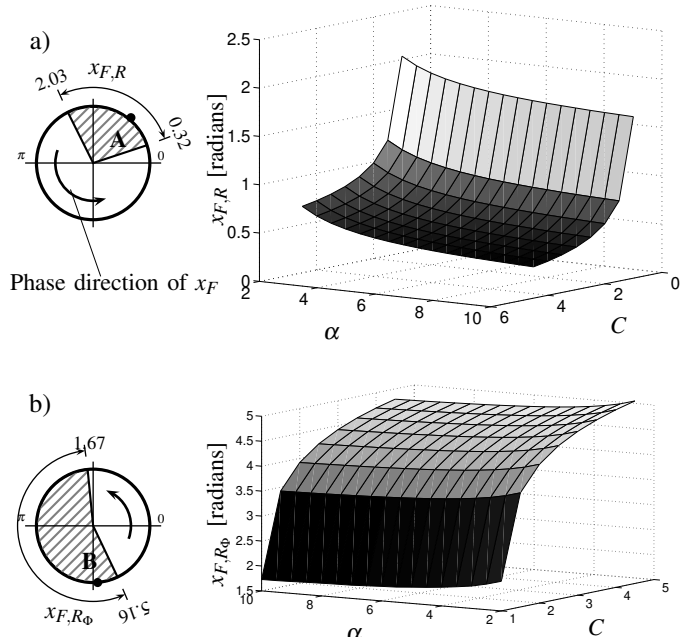 a)
2.03
x_{F,R}
0.32
A
π
0
Phase direction of x_F
x_{F,R} [radians]
2.5
2
1.5
1
0.5
0
2
4
6
8
10
α
6
4
2
0
C
b)
1.67
π
0
B
5.16
x_{F,R_Φ}
x_{F,R_Φ} [radians]
5
4.5
4
3.5
3
2.5
2
1.5
10
8
6
4
2
α
1
2
3
4
5
C